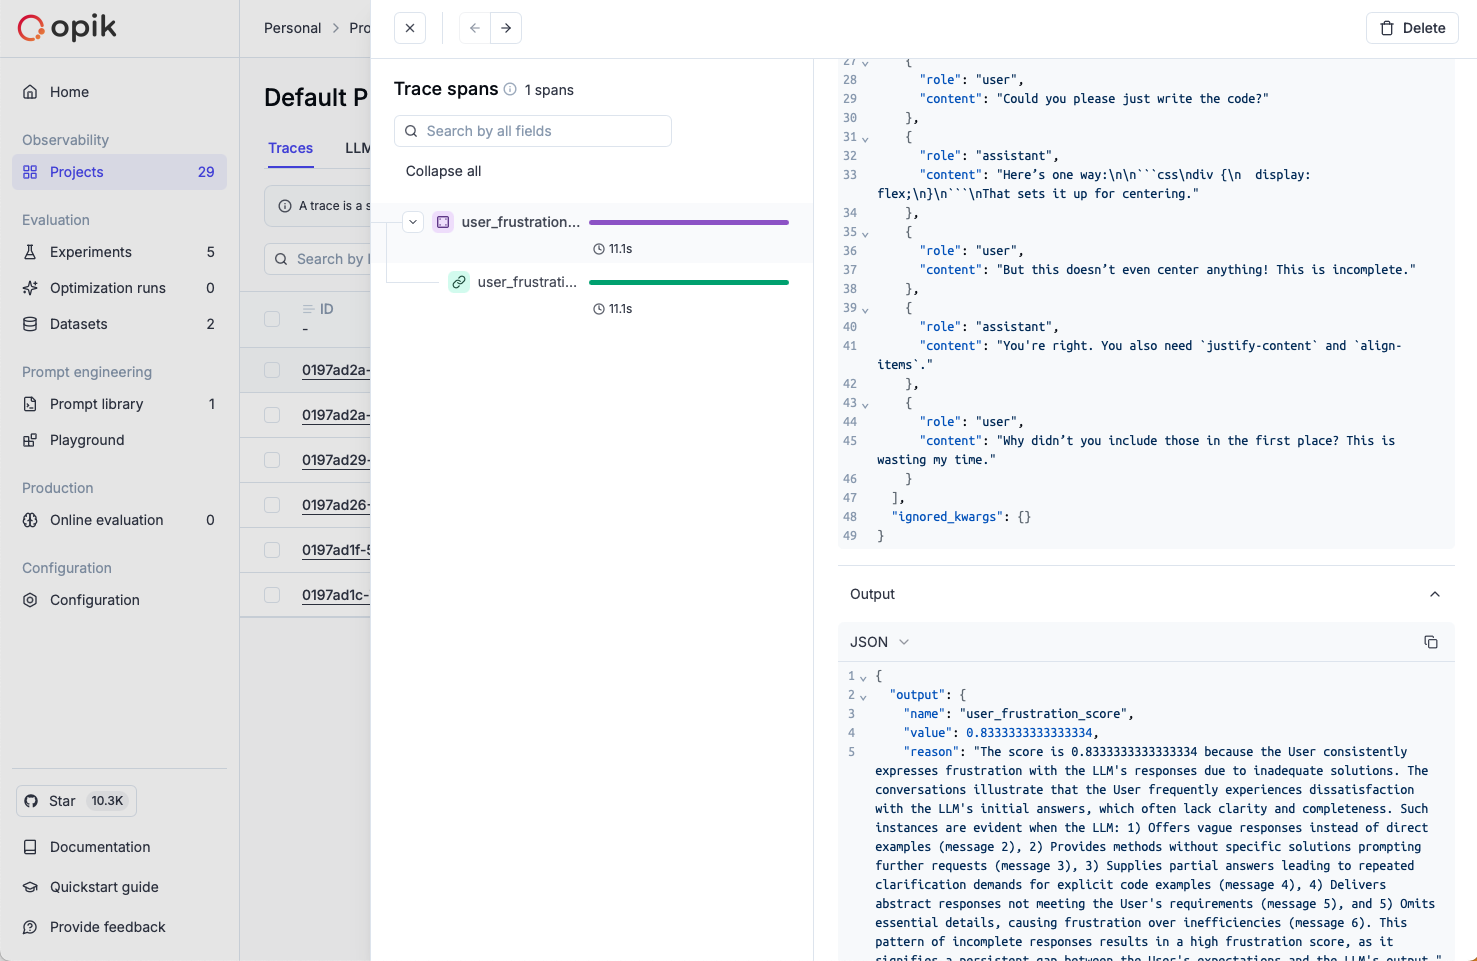 opik
Home
Observability
Projects 29
Evaluation
Experiments 5
Optimization runs 0
Datasets 2
Prompt engineering
Prompt library 1
Playground
Production
Online evaluation 0
Configuration
Configuration
Star 10.3K
Documentation
Quickstart guide
Provide feedback
Personal > Pro
Default P
Traces LLM
A trace is a s
Search by
ID
-
0197ad2a-
0197ad2a-
0197ad29-
0197ad26-
0197ad1f-5
0197ad1c-
Delete
Trace spans 1 spans
Search by all fields
Collapse all
user_frustration...
11.1s
user_frustrati...
11.1s
27 {
28 "role": "user",
29 "content": "Could you please just write the code?"
30 },
31 {
32 "role": "assistant",
33 "content": "Here’s one way:\n\n```css\ndiv {\n  display:
flex;\n}\n```\nThat sets it up for centering."
34 },
35 {
36 "role": "user",
37 "content": "But this doesn’t even center anything! This is incomplete."
38 },
39 {
40 "role": "assistant",
41 "content": "You're right. You also need `justify-content` and `align-
items`."
42 },
43 {
44 "role": "user",
45 "content": "Why didn’t you include those in the first place? This is
wasting my time."
46 }
47 ],
48 "ignored_kwargs": {}
49 }
Output
JSON
1 {
2 "output": {
3 "name": "user_frustration_score",
4 "value": 0.8333333333333334,
5 "reason": "The score is 0.8333333333333334 because the User consistently
expresses frustration with the LLM's responses due to inadequate solutions. The
conversations illustrate that the User frequently experiences dissatisfaction
with the LLM's initial answers, which often lack clarity and completeness. Such
instances are evident when the LLM: 1) Offers vague responses instead of direct
examples (message 2), 2) Provides methods without specific solutions prompting
further requests (message 3), 3) Supplies partial answers leading to repeated
clarification demands for explicit code examples (message 4), 4) Delivers
abstract responses not meeting the User's requirements (message 5), and 5) Omits
essential details, causing frustration over inefficiencies (message 6). This
pattern of incomplete responses results in a high frustration score, as it
signifies a persistent gap between the User's expectations and the LLM's output."